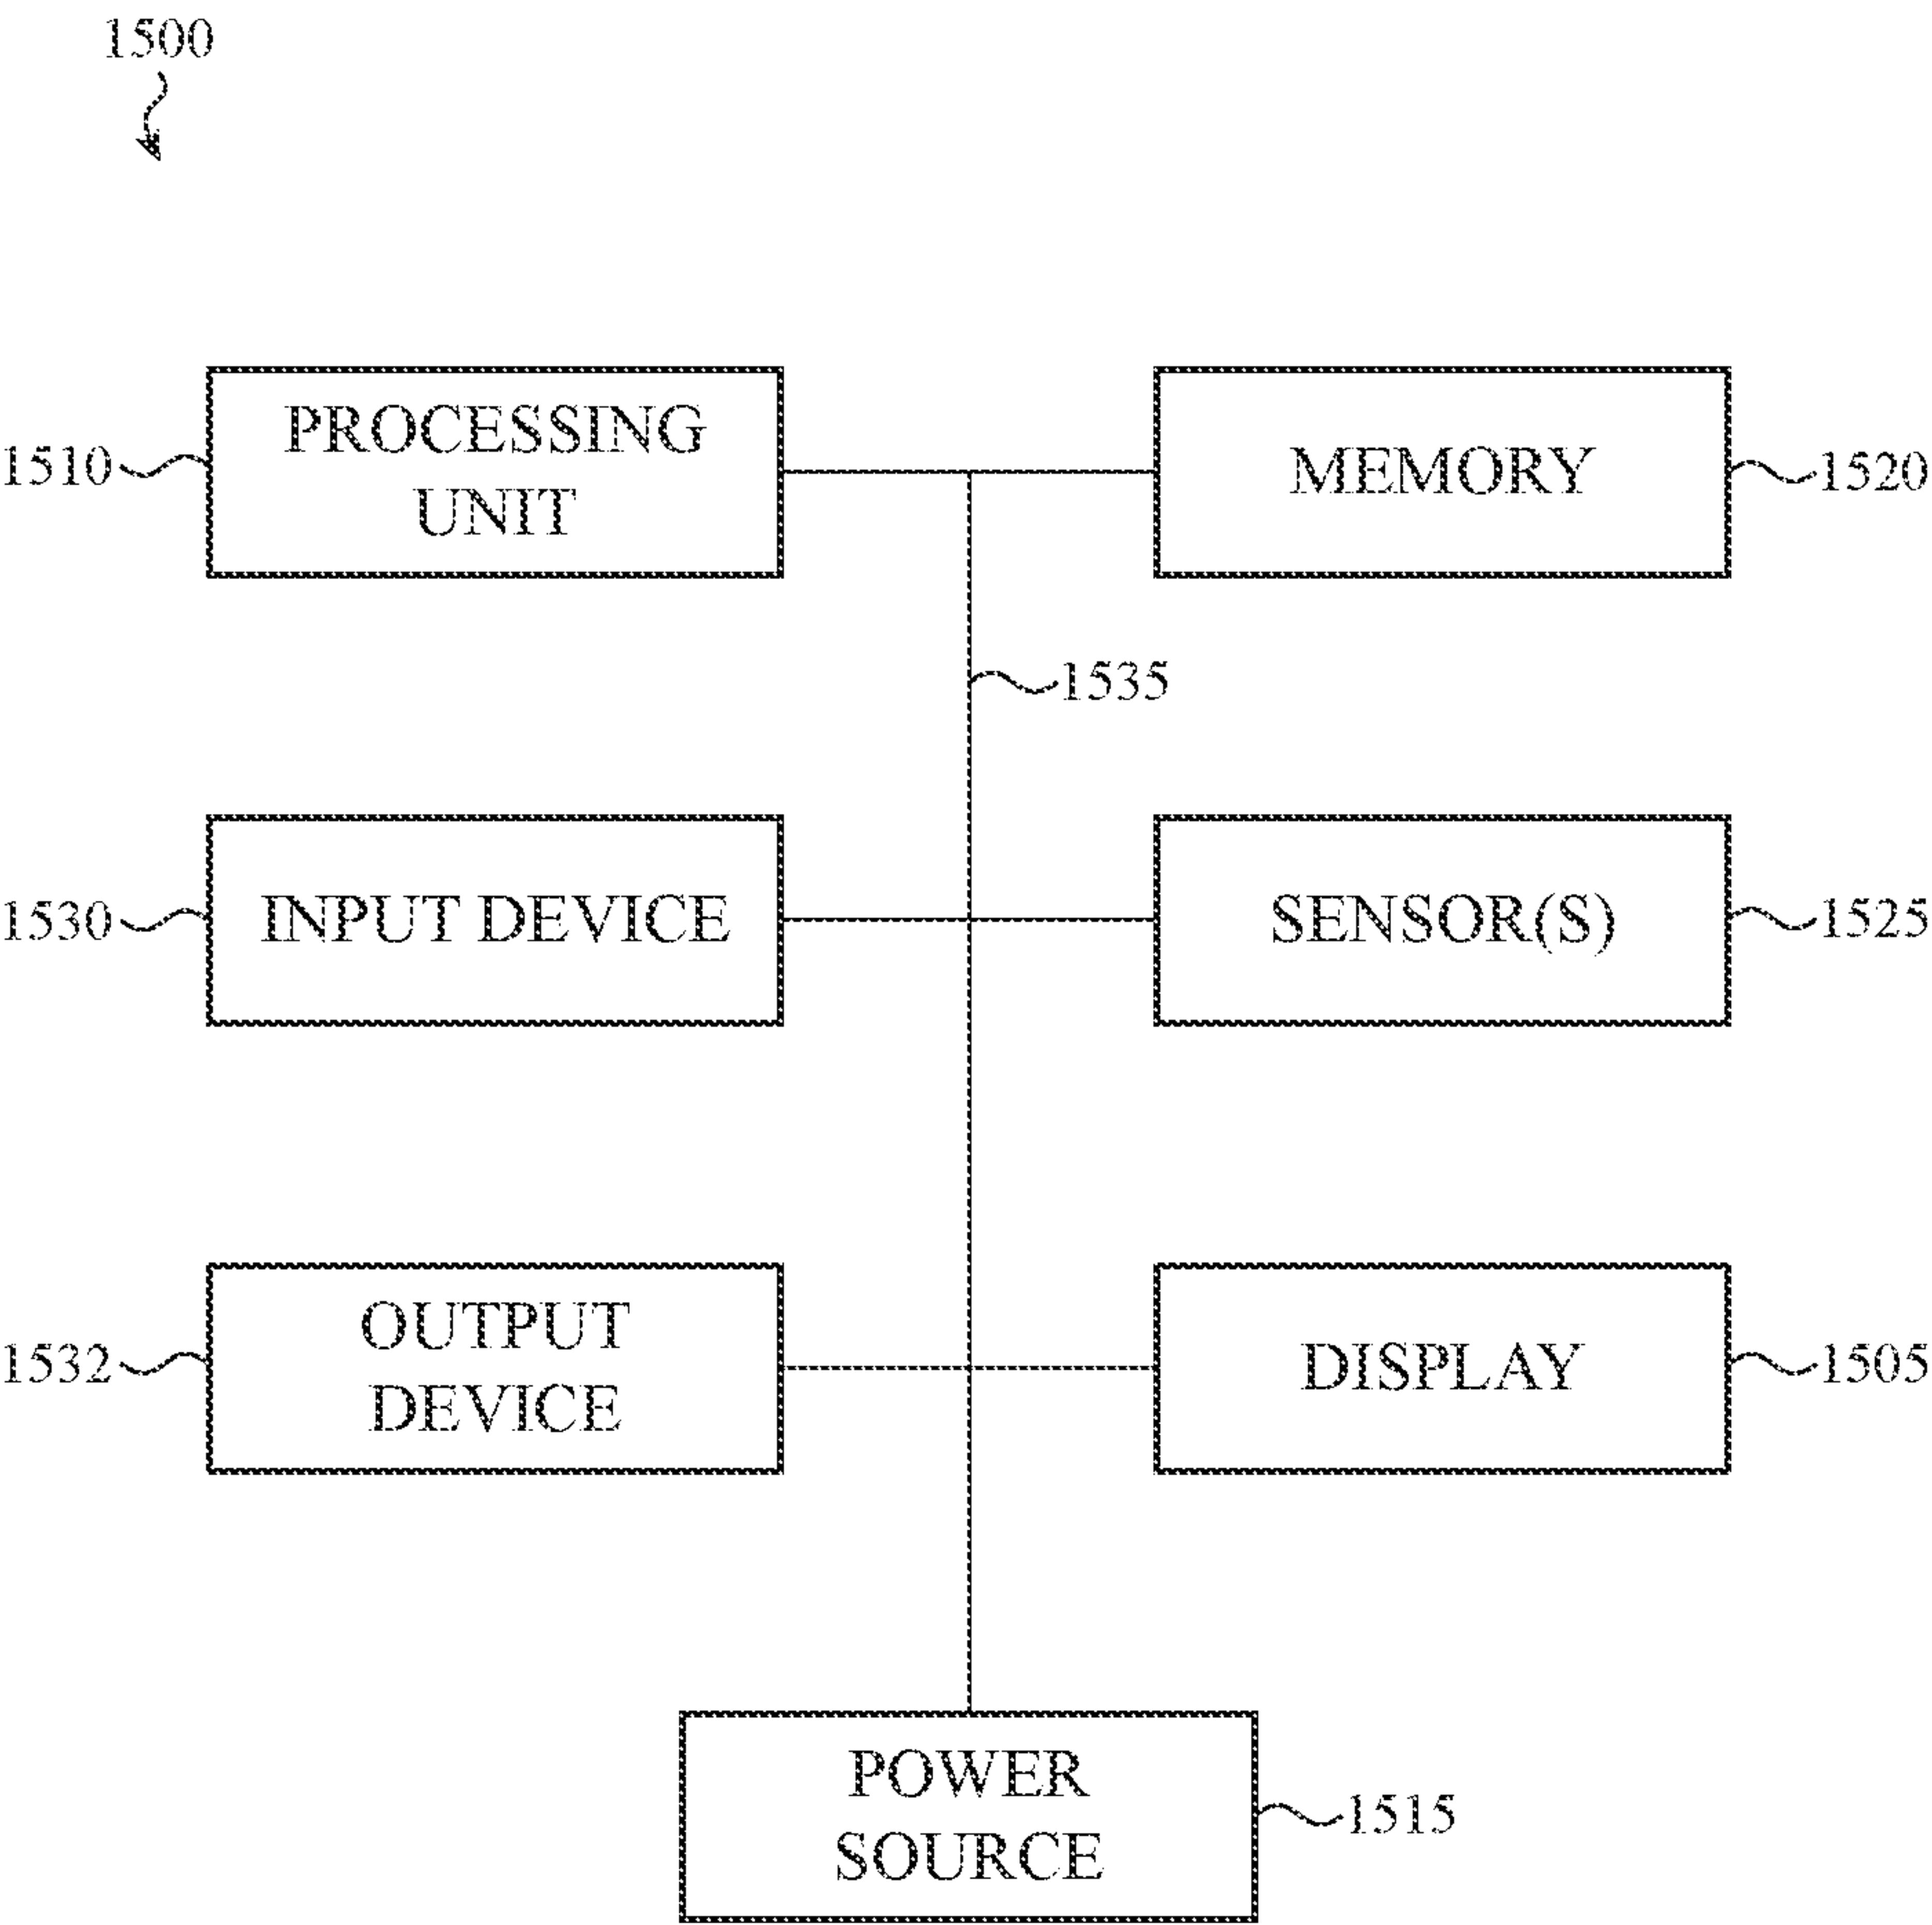 1500
1510
PROCESSING
UNIT
MEMORY
1520
1535
1530
INPUT DEVICE
SENSOR(S)
1525
1532
OUTPUT
DEVICE
DISPLAY
1505
POWER
SOURCE
1515